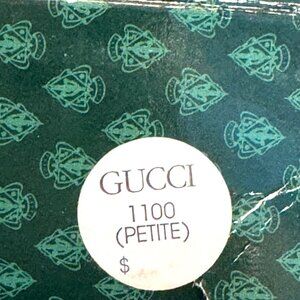 GUCCI
1100
(PETITE)
$